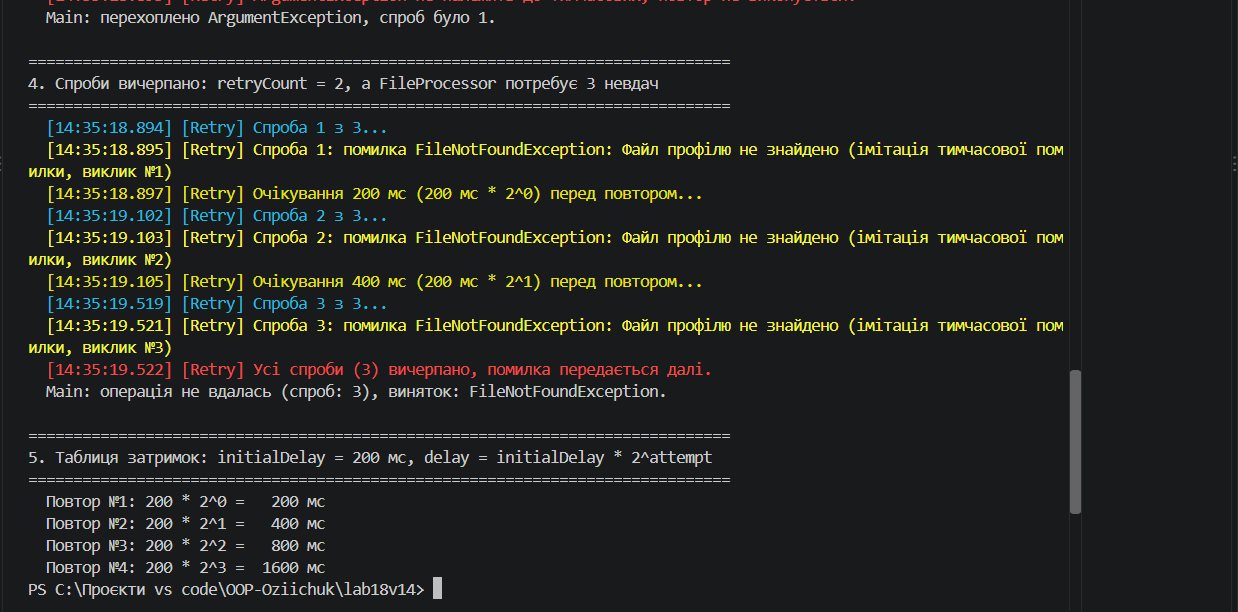 Main: перехоплено ArgumentException, спроб було 1.
==============================================================================
4. Спроби вичерпано: retryCount = 2, а FileProcessor потребує 3 невдач
==============================================================================
[14:35:18.894] [Retry] Спроба 1 з 3...
[14:35:18.895] [Retry] Спроба 1: помилка FileNotFoundException: Файл профілю не знайдено (імітація тимчасової пом
илки, виклик №1)
[14:35:18.897] [Retry] Очікування 200 мс (200 мс * 2^0) перед повтором...
[14:35:19.102] [Retry] Спроба 2 з 3...
[14:35:19.103] [Retry] Спроба 2: помилка FileNotFoundException: Файл профілю не знайдено (імітація тимчасової пом
илки, виклик №2)
[14:35:19.105] [Retry] Очікування 400 мс (200 мс * 2^1) перед повтором...
[14:35:19.519] [Retry] Спроба 3 з 3...
[14:35:19.521] [Retry] Спроба 3: помилка FileNotFoundException: Файл профілю не знайдено (імітація тимчасової пом
илки, виклик №3)
[14:35:19.522] [Retry] Усі спроби (3) вичерпано, помилка передається далі.
Main: операція не вдалась (спроб: 3), виняток: FileNotFoundException.
==============================================================================
5. Таблиця затримок: initialDelay = 200 мс, delay = initialDelay * 2^attempt
==============================================================================
Повтор №1: 200 * 2^0 =   200 мс
Повтор №2: 200 * 2^1 =   400 мс
Повтор №3: 200 * 2^2 =   800 мс
Повтор №4: 200 * 2^3 =  1600 мс
PS C:\Проєкти vs code\OOP-Oziichuk\lab18v14>